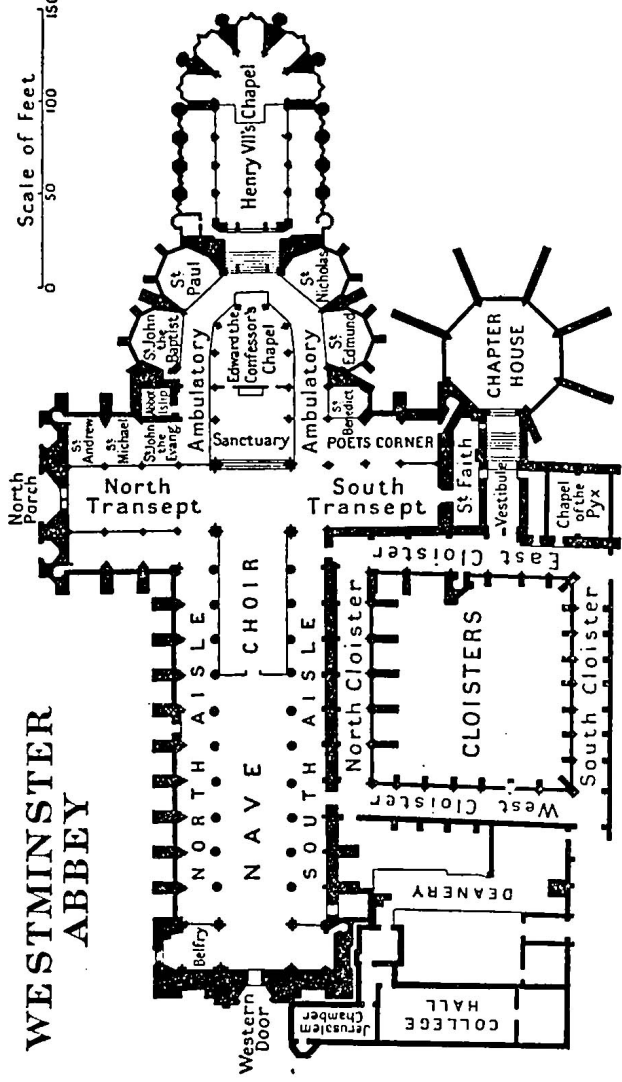 WESTMINSTER
ABBEY
Scale of Feet
0 50 100 150
North
Porch
St
Andrew
St
Michael
St John
the
Evang.
Abbot
Islip
St John
the
Baptist
St
Paul
Henry VII's Chapel
North
Transept
Ambulatory
Sanctuary
Edward the
Confessor's
Chapel
Ambulatory
St
Nicholas
St
Edmund
St
Benedict
POETS CORNER
South
Transept
CHOIR
NORTH AISLE
NAVE
SOUTH AISLE
Belfry
Western
Door
St Faith
Vestibule
CHAPTER
HOUSE
Chapel
of the
Pyx
East Cloister
North Cloister
CLOISTERS
South Cloister
West Cloister
DEANERY
Jerusalem
Chamber
COLLEGE
HALL